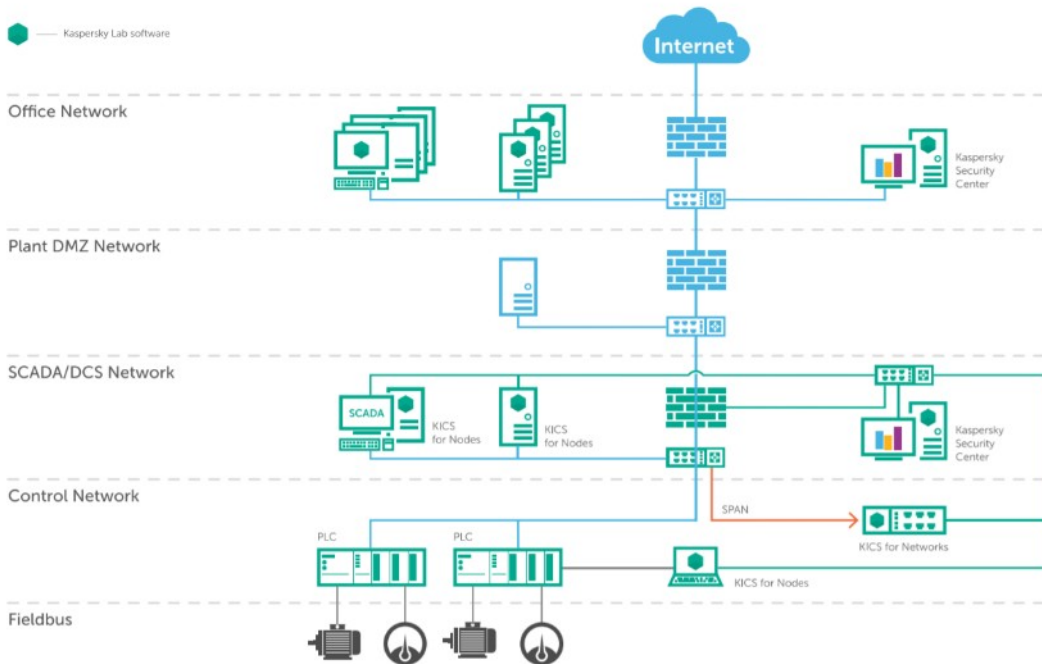 Kaspersky Lab software
Internet
Office Network
Kaspersky
Security
Center
Plant DMZ Network
SCADA/DCS Network
SCADA
KICS
for Nodes
KICS
for Nodes
Kaspersky
Security
Center
Control Network
SPAN
KICS for Networks
PLC
PLC
KICS for Nodes
Fieldbus